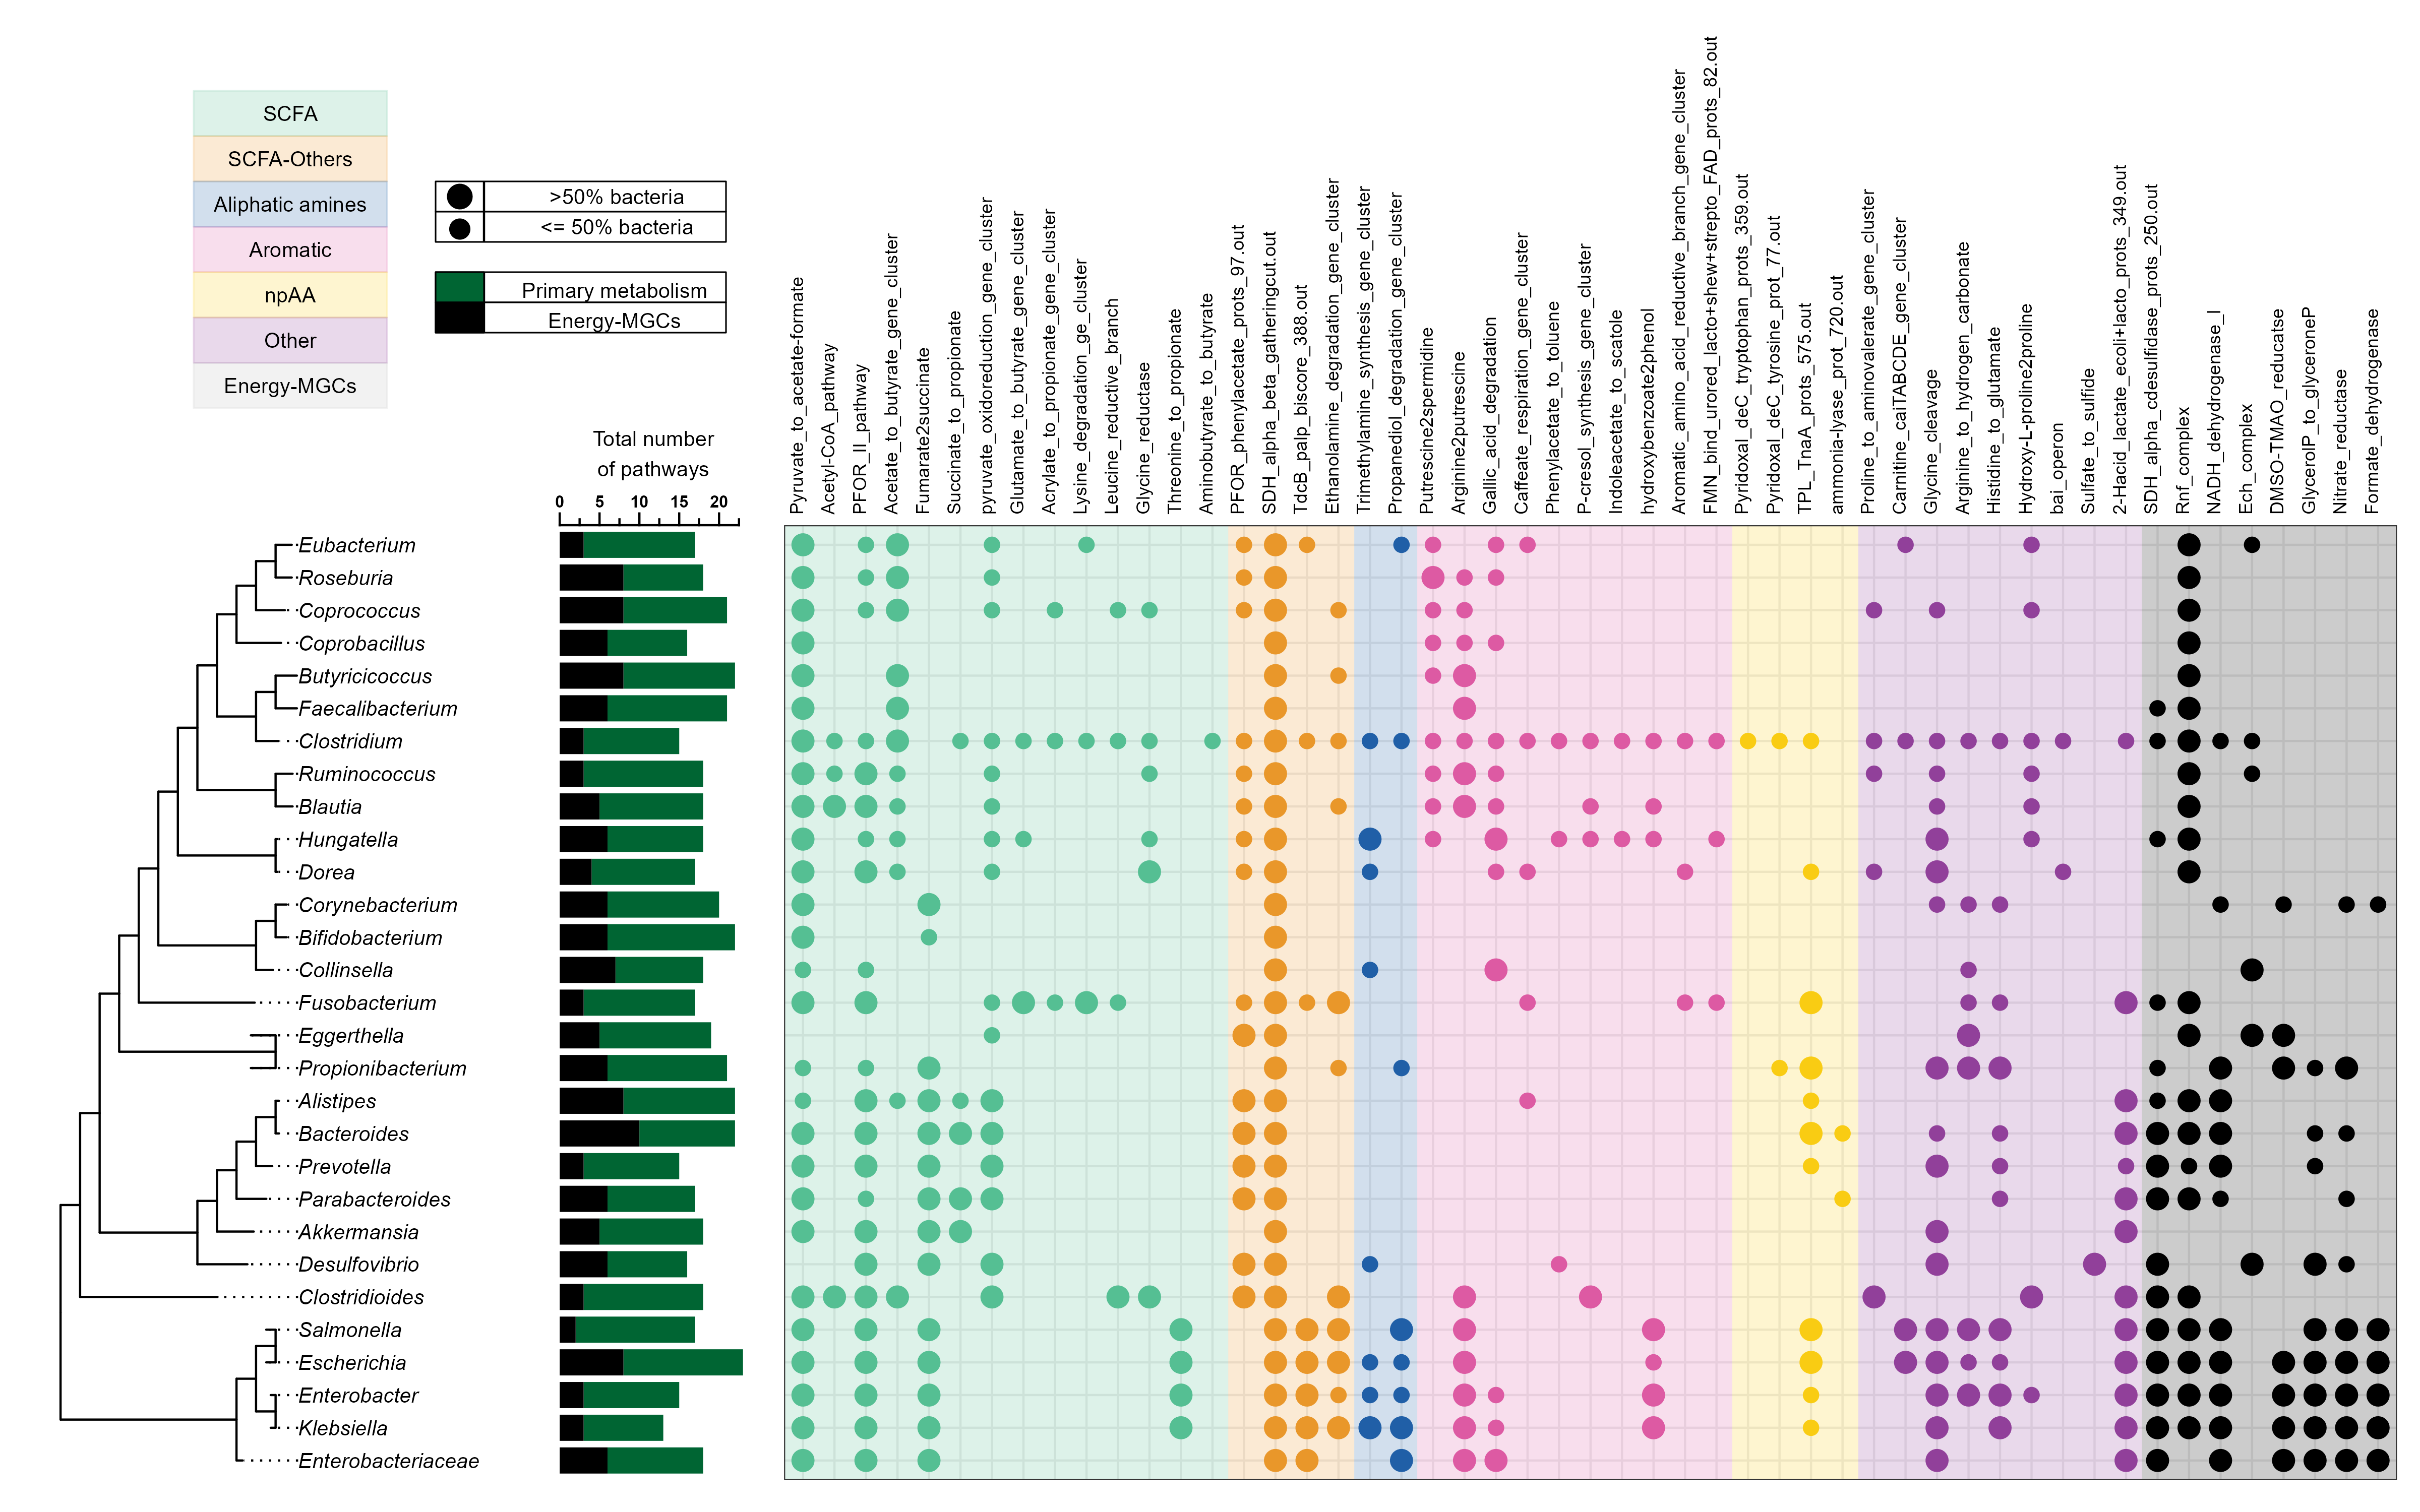 SCFA
SCFA-Others
Aliphatic amines
Aromatic
npAA
Other
Energy-MGCs
>50% bacteria
<= 50% bacteria
Primary metabolism
Energy-MGCs
Total number
of pathways
0 5 10 15 20
Pyruvate_to_acetate-formate
Acetyl-CoA_pathway
PFOR_II_pathway
Acetate_to_butyrate_gene_cluster
Fumarate2succinate
Succinate_to_propionate
pyruvate_oxidoreduction_gene_cluster
Glutamate_to_butyrate_gene_cluster
Acrylate_to_propionate_gene_cluster
Lysine_degradation_ge_cluster
Leucine_reductive_branch
Glycine_reductase
Threonine_to_propionate
Aminobutyrate_to_butyrate
PFOR_phenylacetate_prots_97.out
SDH_alpha_beta_gatheringcut.out
TdcB_palp_biscore_388.out
Ethanolamine_degradation_gene_cluster
Trimethylamine_synthesis_gene_cluster
Propanediol_degradation_gene_cluster
Putrescine2spermidine
Arginine2putrescine
Gallic_acid_degradation
Caffeate_respiration_gene_cluster
Phenylacetate_to_toluene
P-cresol_synthesis_gene_cluster
Indoleacetate_to_scatole
hydroxybenzoate2phenol
Aromatic_amino_acid_reductive_branch_gene_cluster
FMN_bind_urored_lacto+shew+strepto_FAD_prots_82.out
Pyridoxal_deC_tryptophan_prots_359.out
Pyridoxal_deC_tyrosine_prot_77.out
TPL_TnaA_prots_575.out
ammonia-lyase_prot_720.out
Proline_to_aminovalerate_gene_cluster
Carnitine_caiTABCDE_gene_cluster
Glycine_cleavage
Arginine_to_hydrogen_carbonate
Histidine_to_glutamate
Hydroxy-L-proline2proline
bai_operon
Sulfate_to_sulfide
2-Hacid_lactate_ecoli+lacto_prots_349.out
SDH_alpha_cdesulfidase_prots_250.out
Rnf_complex
NADH_dehydrogenase_I
Ech_complex
DMSO-TMAO_reducatse
GlycerolP_to_glyceroneP
Nitrate_reductase
Formate_dehydrogenase
Eubacterium
Roseburia
Coprococcus
Coprobacillus
Butyricicoccus
Faecalibacterium
Clostridium
Ruminococcus
Blautia
Hungatella
Dorea
Corynebacterium
Bifidobacterium
Collinsella
Fusobacterium
Eggerthella
Propionibacterium
Alistipes
Bacteroides
Prevotella
Parabacteroides
Akkermansia
Desulfovibrio
Clostridioides
Salmonella
Escherichia
Enterobacter
Klebsiella
Enterobacteriaceae